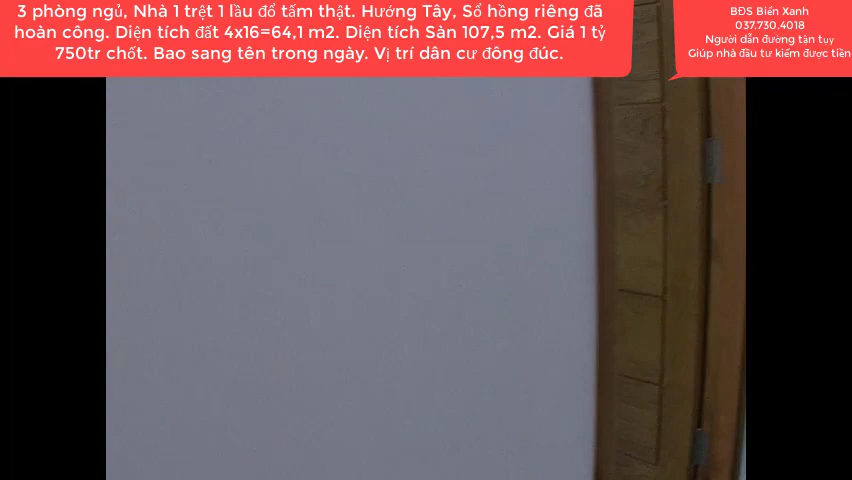 3 phòng ngủ, Nhà 1 trệt 1 lầu đổ tấm thật. Hướng Tây, Sổ hồng riêng đã
hoàn công. Diện tích đất 4x16=64,1 m2. Diện tích Sàn 107,5 m2. Giá 1 tỷ
750tr chốt. Bao sang tên trong ngày. Vị trí dân cư đông đúc.
BĐS Biển Xanh
037.730.4018
Người dẫn đường tận tụy
Giúp nhà đầu tư kiếm được tiền